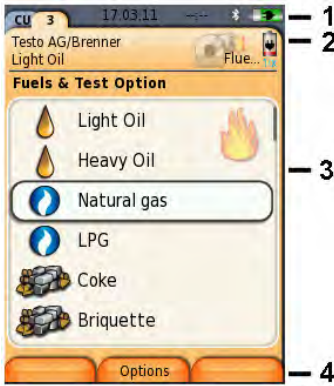 CU 3 17.03.11 --:-- 1
Testo AG/Brenner 2
Light Oil Flue...
Fuels & Test Option
Light Oil
Heavy Oil
3
Natural gas
LPG
Coke
Briquette
Options 4